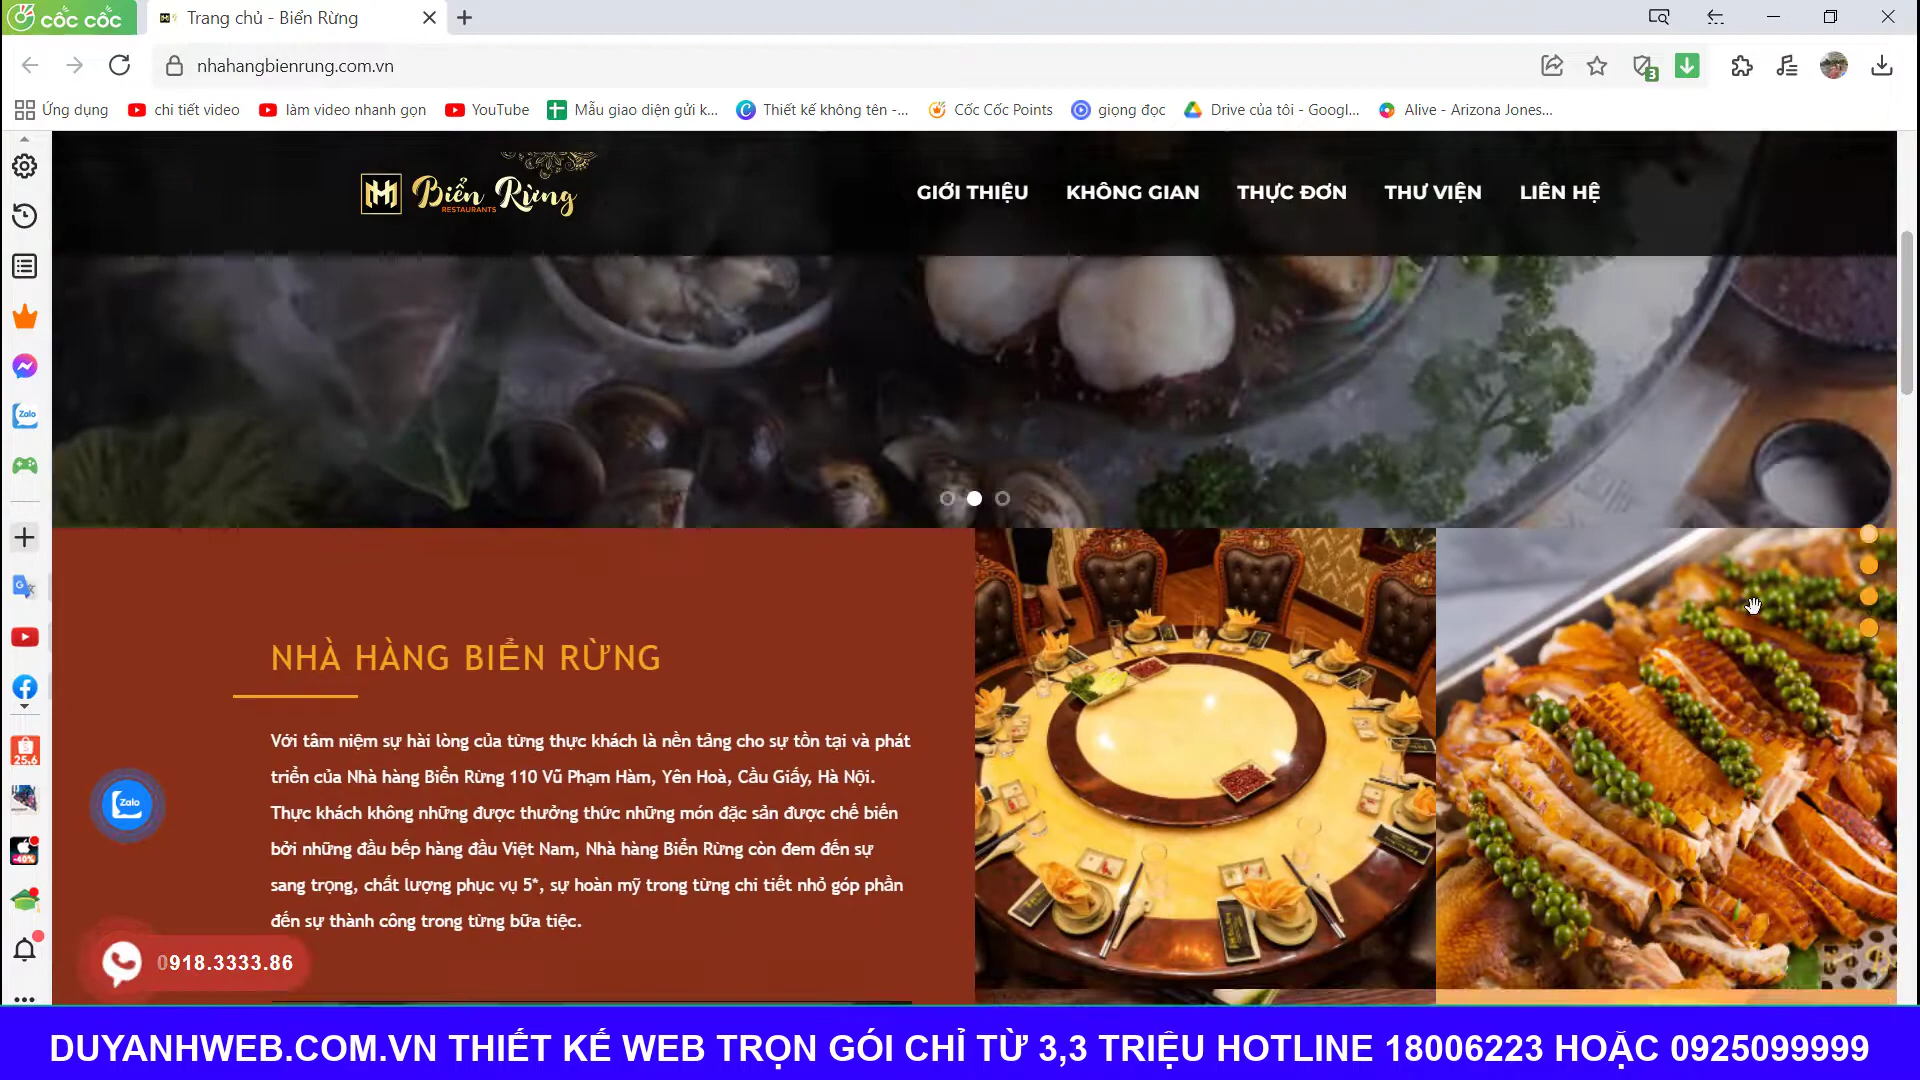 cốc cốc
Trang chủ - Biển Rừng
nhahangbienrung.com.vn
3
Ứng dụng
chi tiết video
làm video nhanh gọn
YouTube
Mẫu giao diện gửi k...
Thiết kế không tên -...
Cốc Cốc Points
giọng đọc
Drive của tôi - Googl...
Alive - Arizona Jones...
Biển Rừng
RESTAURANTS
GIỚI THIỆU
KHÔNG GIAN
THỰC ĐƠN
THƯ VIỆN
LIÊN HỆ
Zalo
25.6
-40%
NHÀ HÀNG BIỂN RỪNG
Với tâm niệm sự hài lòng của từng thực khách là nền tảng cho sự tồn tại và phát
triển của Nhà hàng Biển Rừng 110 Vũ Phạm Hàm, Yên Hoà, Cầu Giấy, Hà Nội.
Thực khách không những được thưởng thức những món đặc sản được chế biến
bởi những đầu bếp hàng đầu Việt Nam, Nhà hàng Biển Rừng còn đem đến sự
sang trọng, chất lượng phục vụ 5*, sự hoàn mỹ trong từng chi tiết nhỏ góp phần
đến sự thành công trong từng bữa tiệc.
Zalo
0918.3333.86
DUYANHWEB.COM.VN THIẾT KẾ WEB TRỌN GÓI CHỈ TỪ 3,3 TRIỆU HOTLINE 18006223 HOẶC 0925099999